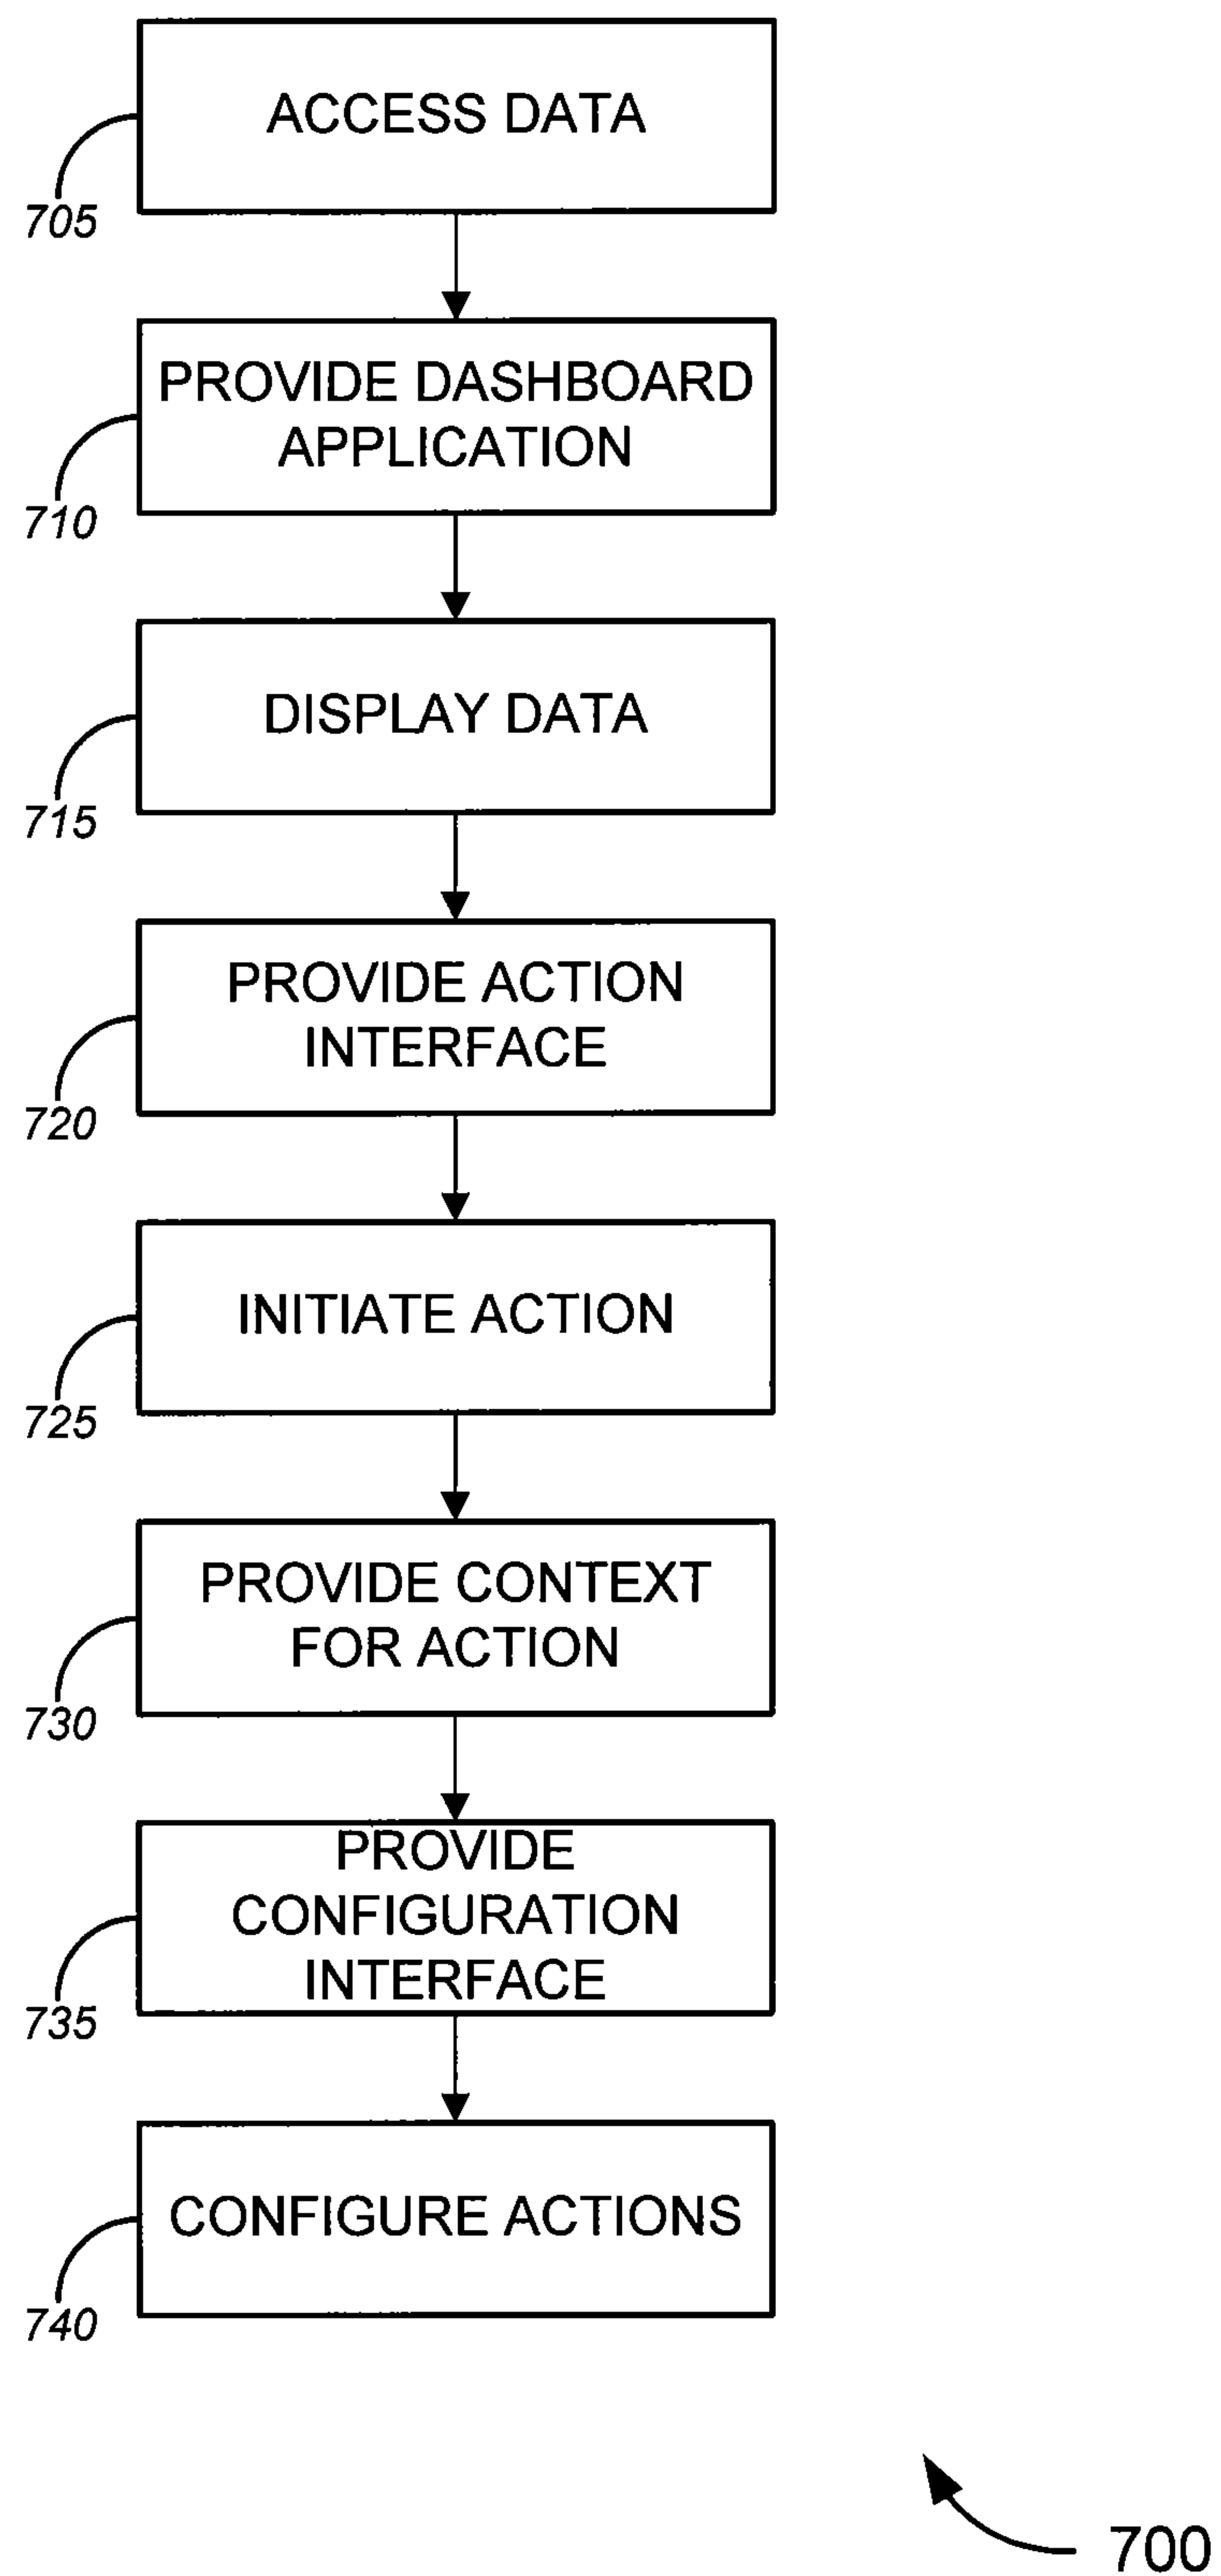 ACCESS DATA
705
PROVIDE DASHBOARD
APPLICATION
710
DISPLAY DATA
715
PROVIDE ACTION
INTERFACE
720
INITIATE ACTION
725
PROVIDE CONTEXT
FOR ACTION
730
PROVIDE
CONFIGURATION
INTERFACE
735
CONFIGURE ACTIONS
740
700